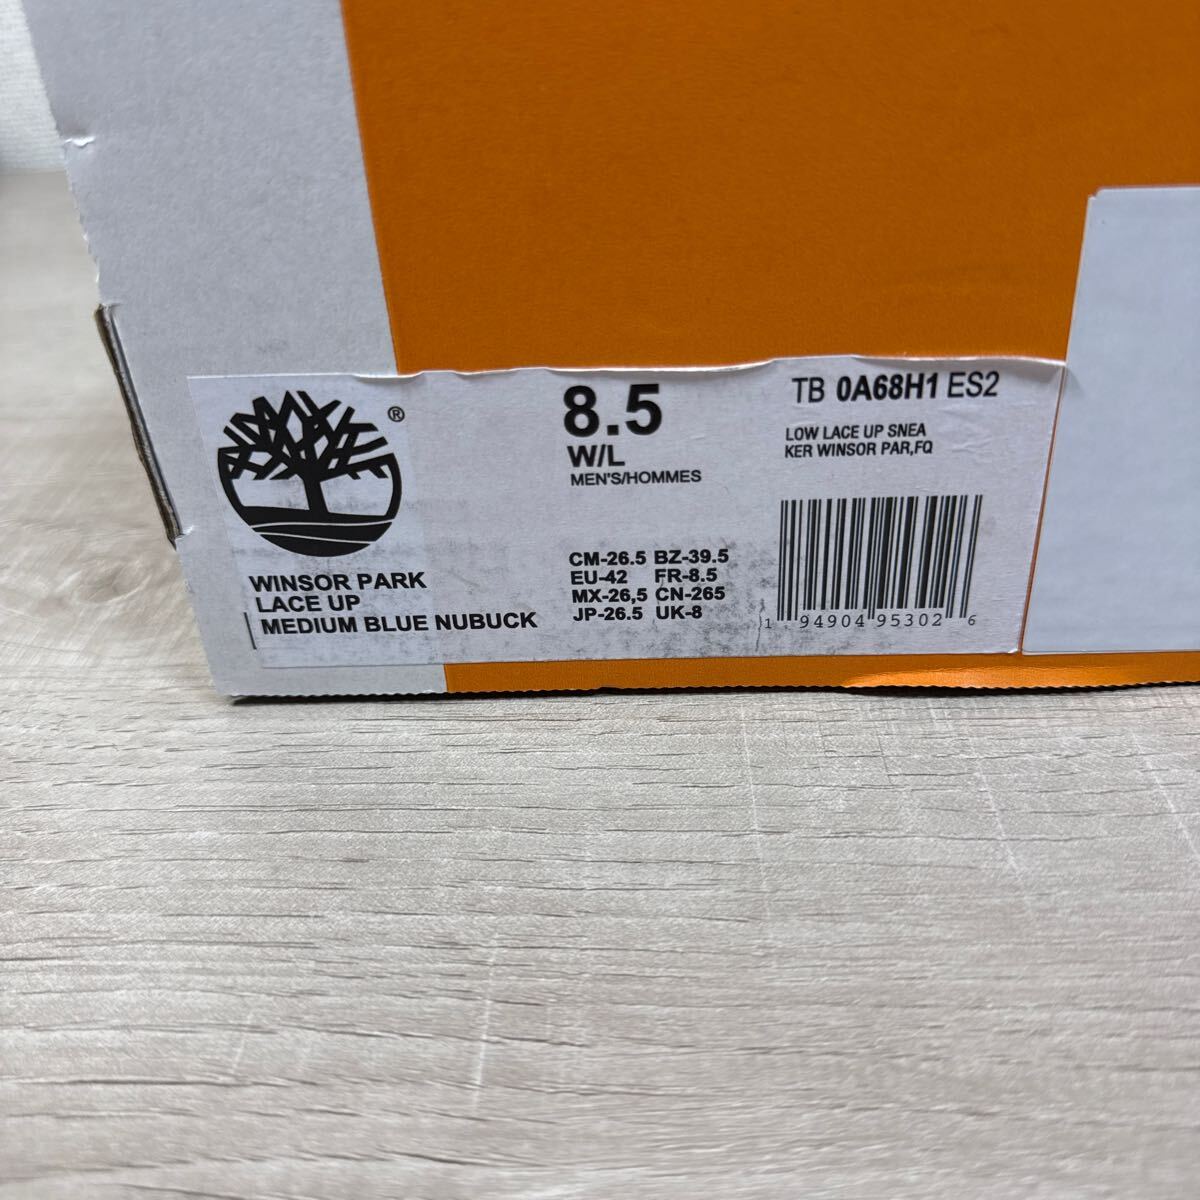 ®
WINSOR PARK
LACE UP
MEDIUM BLUE NUBUCK
8.5
W/L
MEN'S/HOMMES
CM-26.5 BZ-39.5
EU-42 FR-8.5
MX-26,5 CN-265
JP-26.5 UK-8
TB 0A68H1 ES2
LOW LACE UP SNEA
KER WINSOR PAR,FQ
1 94904 95302 6